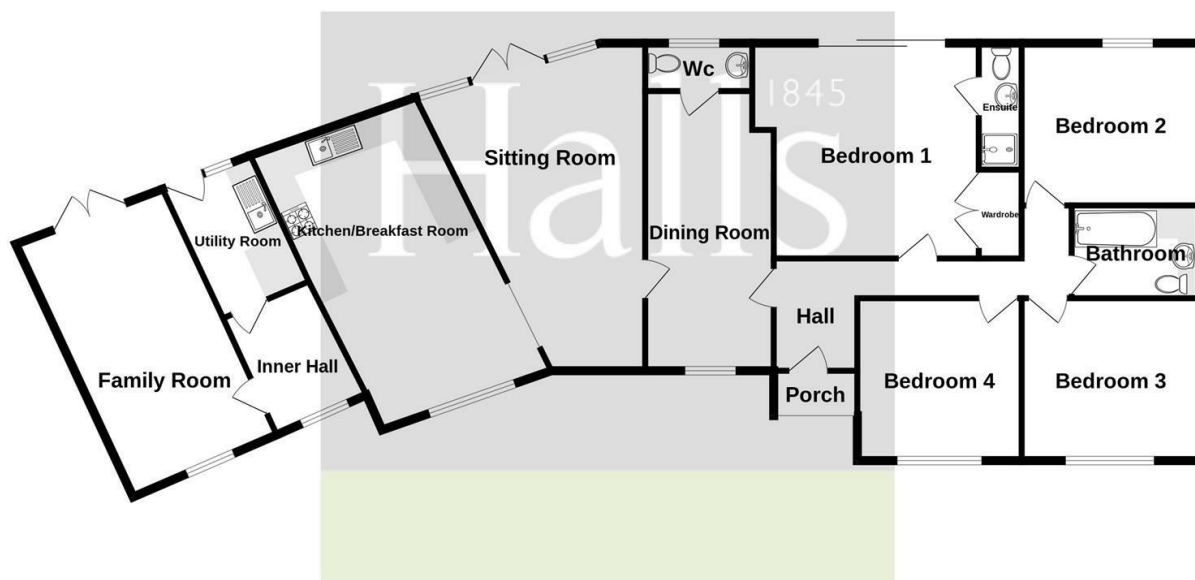 Halls
1845
Wc
Sitting Room
Bedroom 1
Ensuite
Bedroom 2
Wardrobe
Utility Room
Kitchen/Breakfast Room
Dining Room
Bathroom
Hall
Inner Hall
Family Room
Porch
Bedroom 4
Bedroom 3